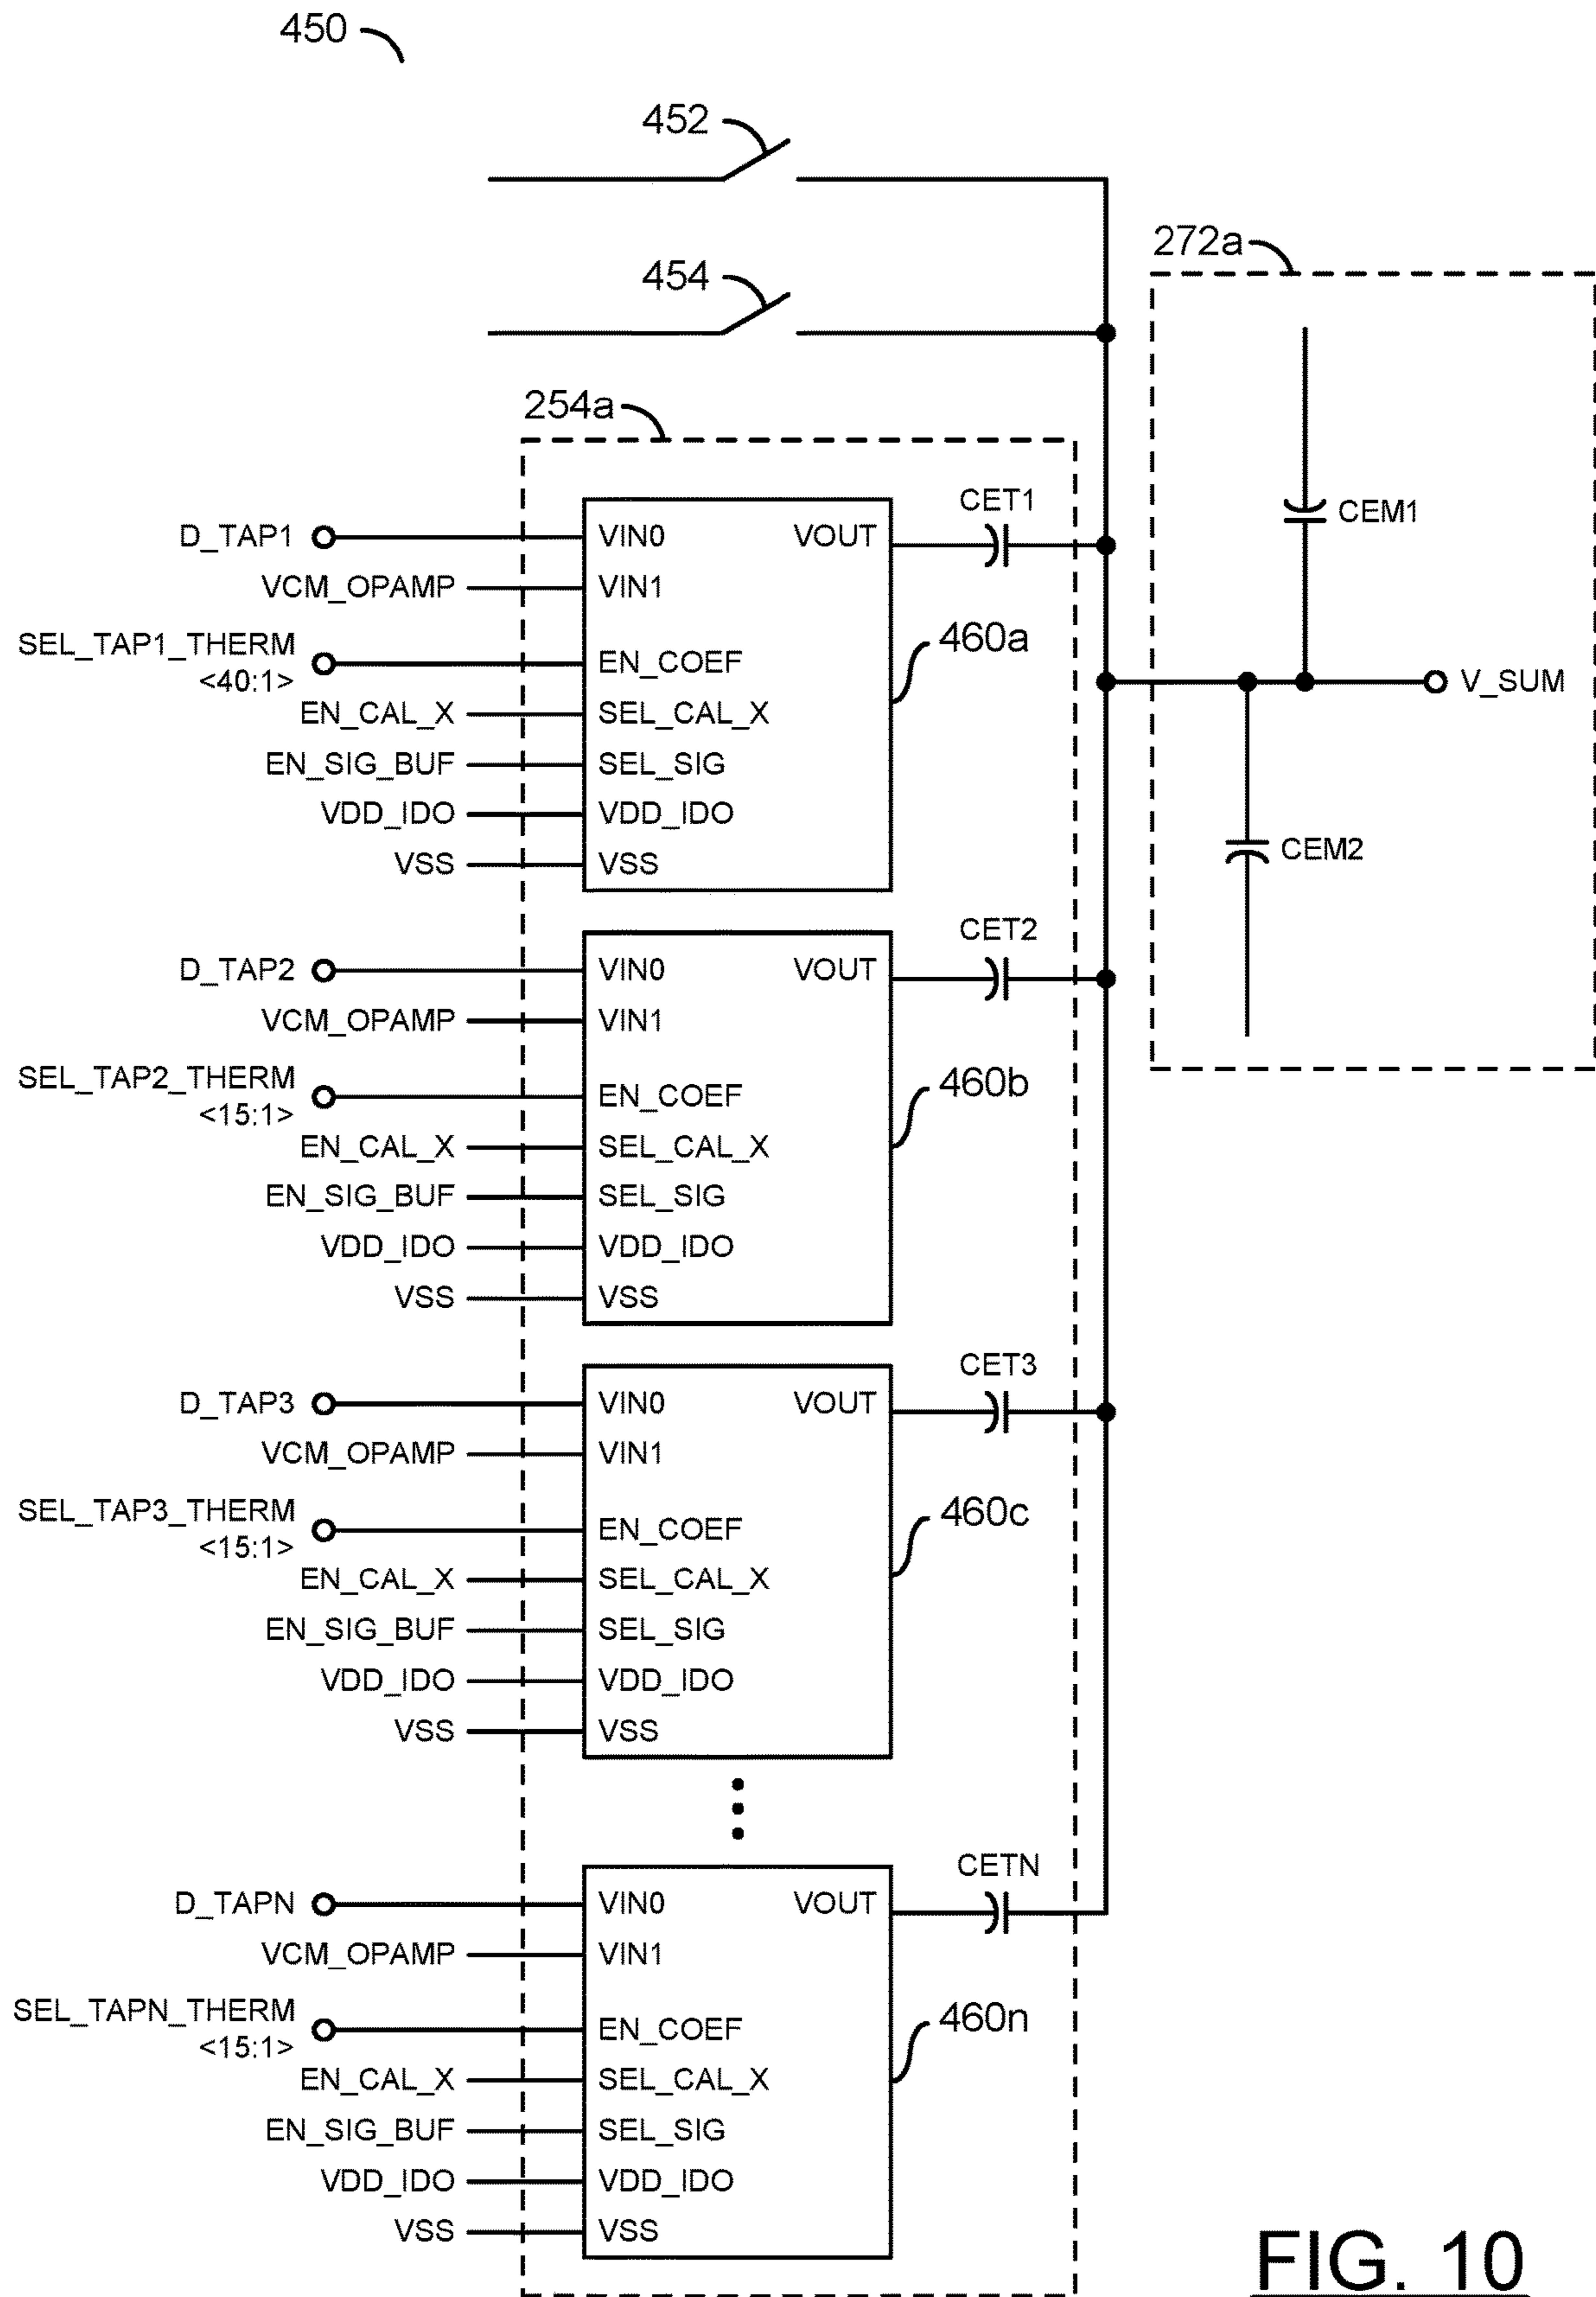 450
452
454
272a
254a
CET1
D_TAP1
VIN0
VOUT
CEM1
VCM_OPAMP
VIN1
SEL_TAP1_THERM
<40:1>
EN_COEF
460a
V_SUM
EN_CAL_X
SEL_CAL_X
EN_SIG_BUF
SEL_SIG
VDD_IDO
VDD_IDO
CEM2
VSS
VSS
CET2
D_TAP2
VIN0
VOUT
VCM_OPAMP
VIN1
SEL_TAP2_THERM
<15:1>
EN_COEF
460b
EN_CAL_X
SEL_CAL_X
EN_SIG_BUF
SEL_SIG
VDD_IDO
VDD_IDO
VSS
VSS
CET3
D_TAP3
VIN0
VOUT
VCM_OPAMP
VIN1
SEL_TAP3_THERM
<15:1>
EN_COEF
460c
EN_CAL_X
SEL_CAL_X
EN_SIG_BUF
SEL_SIG
VDD_IDO
VDD_IDO
VSS
VSS
CETN
D_TAPN
VIN0
VOUT
VCM_OPAMP
VIN1
SEL_TAPN_THERM
<15:1>
EN_COEF
460n
EN_CAL_X
SEL_CAL_X
EN_SIG_BUF
SEL_SIG
VDD_IDO
VDD_IDO
VSS
VSS
FIG. 10